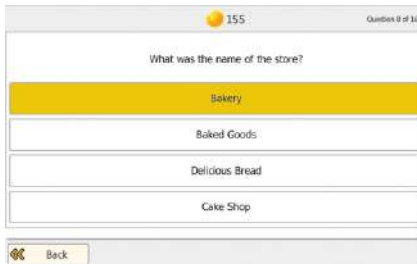 155
Question 8 of 16
What was the name of the store?
Bakery
Baked Goods
Delicious Bread
Cake Shop
Back